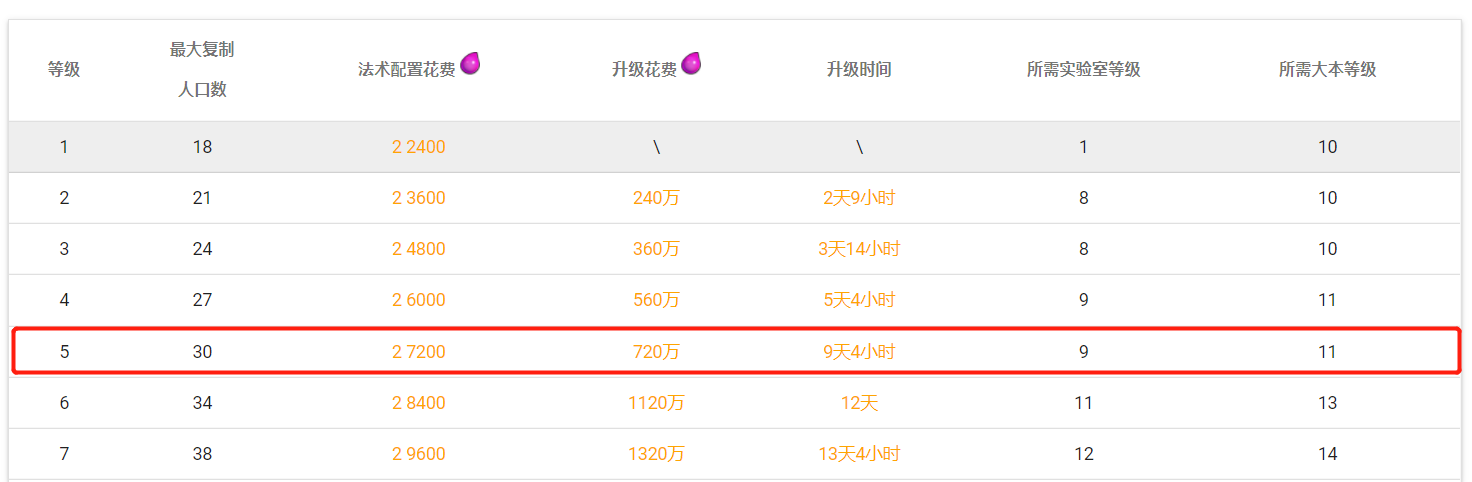 等级 最大复制人口数 法术配置花费 升级花费 升级时间 所需实验室等级 所需大本等级
1 18 2 2400 \ \ 1 10
2 21 2 3600 240万 2天9小时 8 10
3 24 2 4800 360万 3天14小时 8 10
4 27 2 6000 560万 5天4小时 9 11
5 30 2 7200 720万 9天4小时 9 11
6 34 2 8400 1120万 12天 11 13
7 38 2 9600 1320万 13天4小时 12 14